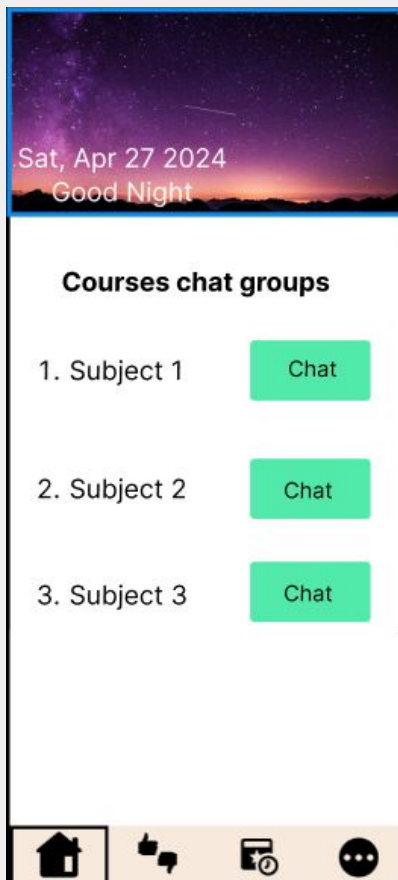 Sat, Apr 27 2024
Good Night
Courses chat groups
1. Subject 1
Chat
2. Subject 2
Chat
3. Subject 3
Chat